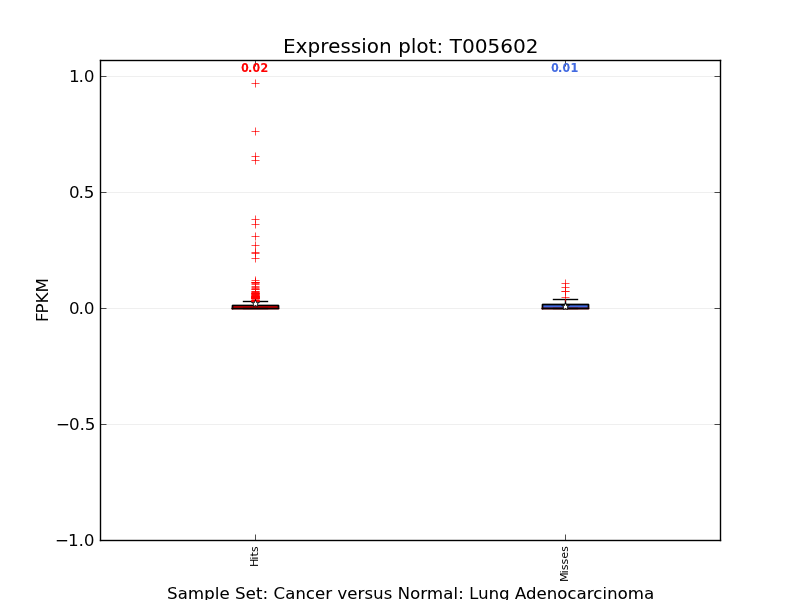 Expression plot: T005602
0.02
0.01
1.0
0.5
0.0
−0.5
−1.0
FPKM
Hits
Misses
Sample Set: Cancer versus Normal: Lung Adenocarcinoma